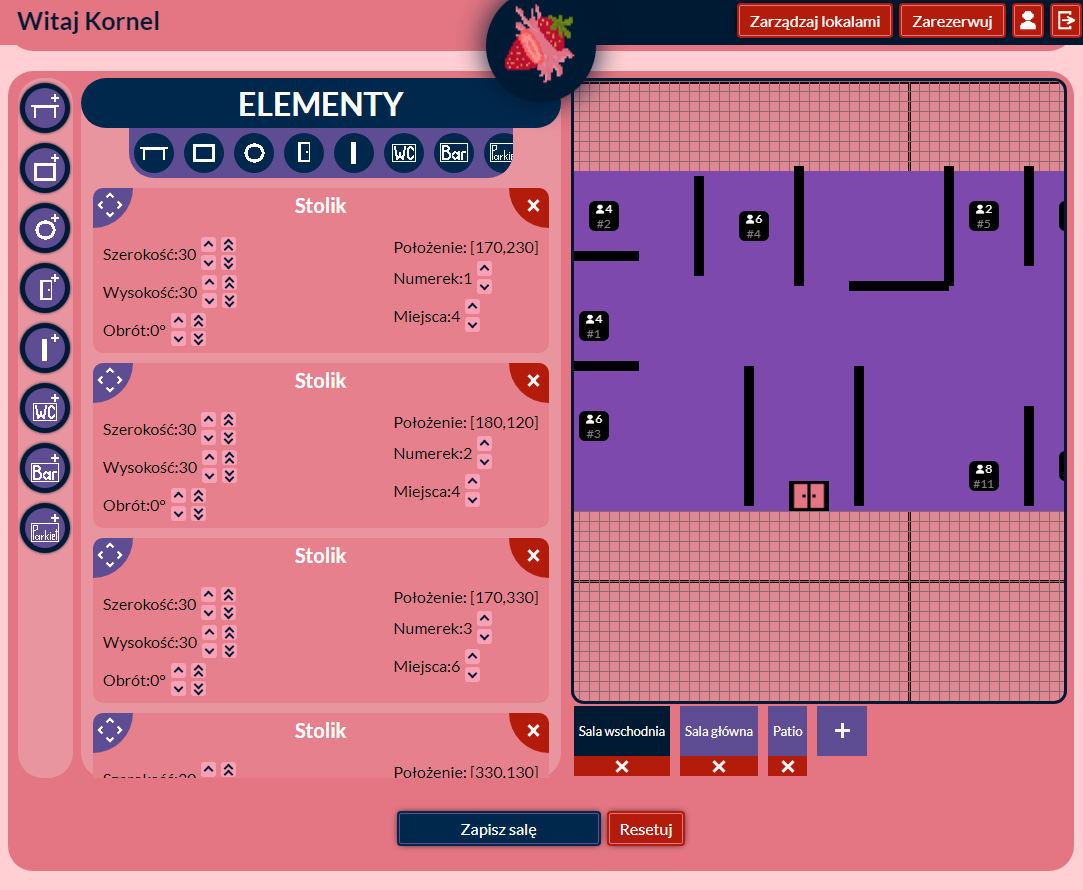 Witaj Kornel
Zarządzaj lokalami
Zarezerwuj
ELEMENTY
WC
Bar
Stolik
Szerokość:30
Wysokość:30
Obrót:0°
Położenie: [170,230]
Numerek:1
Miejsca:4
Stolik
Szerokość:30
Wysokość:30
Obrót:0°
Położenie: [180,120]
Numerek:2
Miejsca:4
Stolik
Szerokość:30
Wysokość:30
Obrót:0°
Położenie: [170,330]
Numerek:3
Miejsca:6
Stolik
Szerokość:30
Położenie: [330,130]
WC
Bar
Parkiet
4
#2
6
#4
2
#5
4
#1
6
#3
8
#11
Sala wschodnia
Sala główna
Patio
+
Zapisz salę
Resetuj